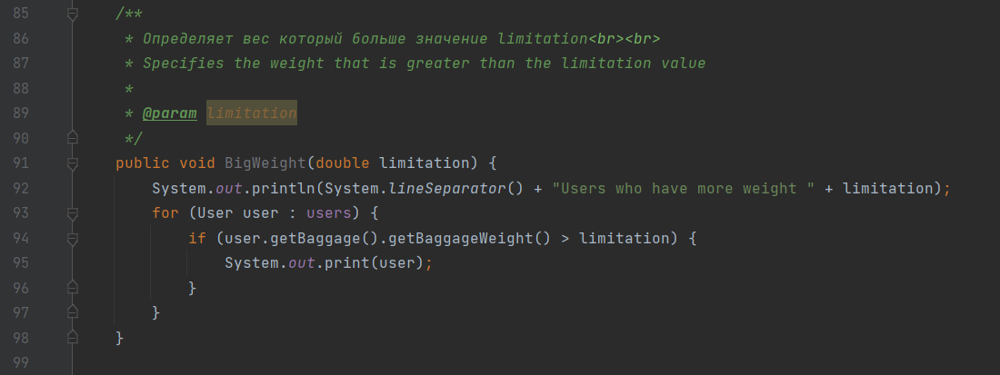 85 /**
86 * Определяет вес который больше значение limitation<br><br>
87 * Specifies the weight that is greater than the limitation value
88 *
89 * @param limitation
90 */
91 public void BigWeight(double limitation) {
92 System.out.println(System.lineSeparator() + "Users who have more weight " + limitation);
93 for (User user : users) {
94 if (user.getBaggage().getBaggageWeight() > limitation) {
95 System.out.print(user);
96 }
97 }
98 }
99